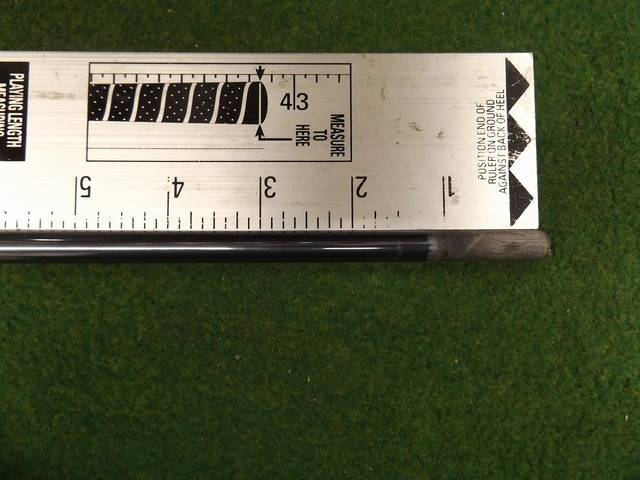 PLAYING LENGTH
43
MEASURE
TO
HERE
POSITION END OF
RULER ON GROUND
AGAINST BACK OF HEEL
5 4 3 2 1